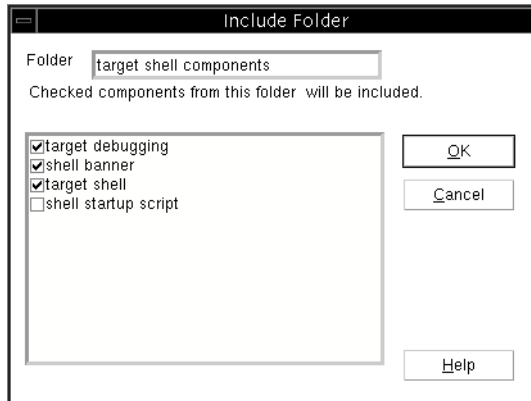 Include Folder
Folder target shell components
Checked components from this folder will be included.
target debugging
shell banner
target shell
shell startup script
OK
Cancel
Help